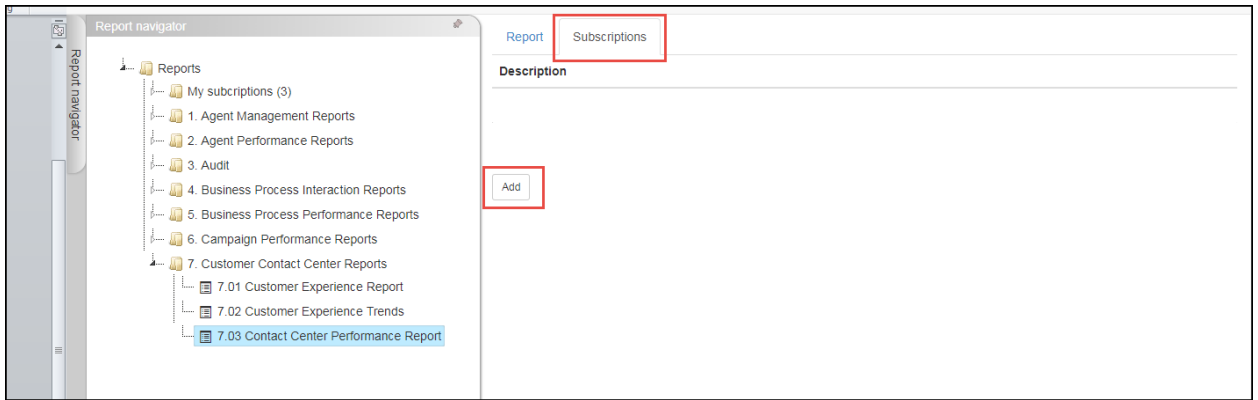 Report navigator
Report navigator
Reports
My subcriptions (3)
1. Agent Management Reports
2. Agent Performance Reports
3. Audit
4. Business Process Interaction Reports
5. Business Process Performance Reports
6. Campaign Performance Reports
7. Customer Contact Center Reports
7.01 Customer Experience Report
7.02 Customer Experience Trends
7.03 Contact Center Performance Report
Report Subscriptions
Description
Add